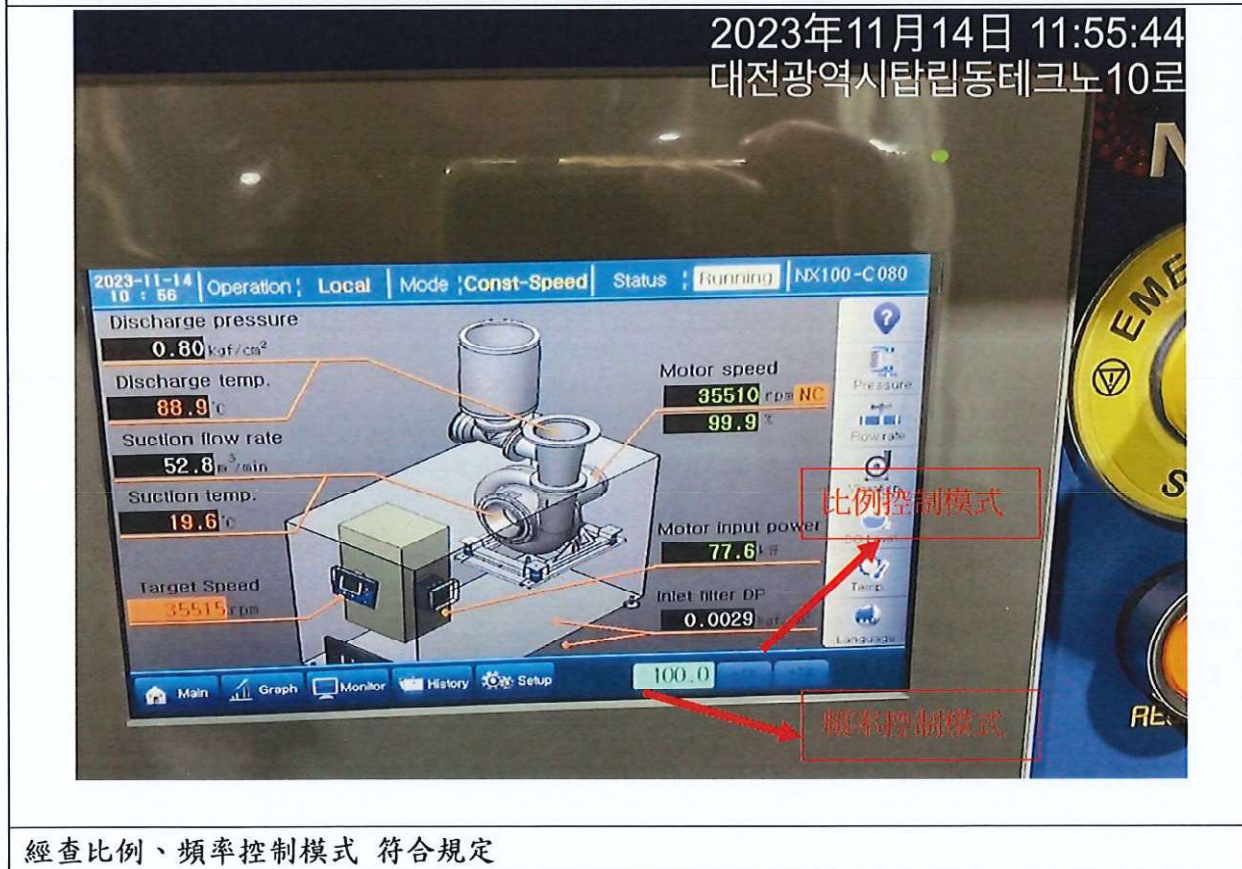 2023年11月14日 11:55:44
대전광역시탑립동테크노10로
2023-11-14
10 : 56
Operation : Local
Mode : Const-Speed
Status : Running
NX100-C080
Discharge pressure
0.80 kgf/cm²
Discharge temp.
88.9 ℃
Suction flow rate
52.8 m³/min
Suction temp.
19.6 ℃
Target Speed
35515 rpm
Motor speed
35510 rpm NC
99.9
Motor input power
77.6
Inlet filter DP
0.0029
Pressure
Flow rate
Temp.
Language
比例控制模式
Main
Graph
Monitor
History
Setup
100.0
頻率控制模式
EME
S
RE
N
經查比例、頻率控制模式 符合規定